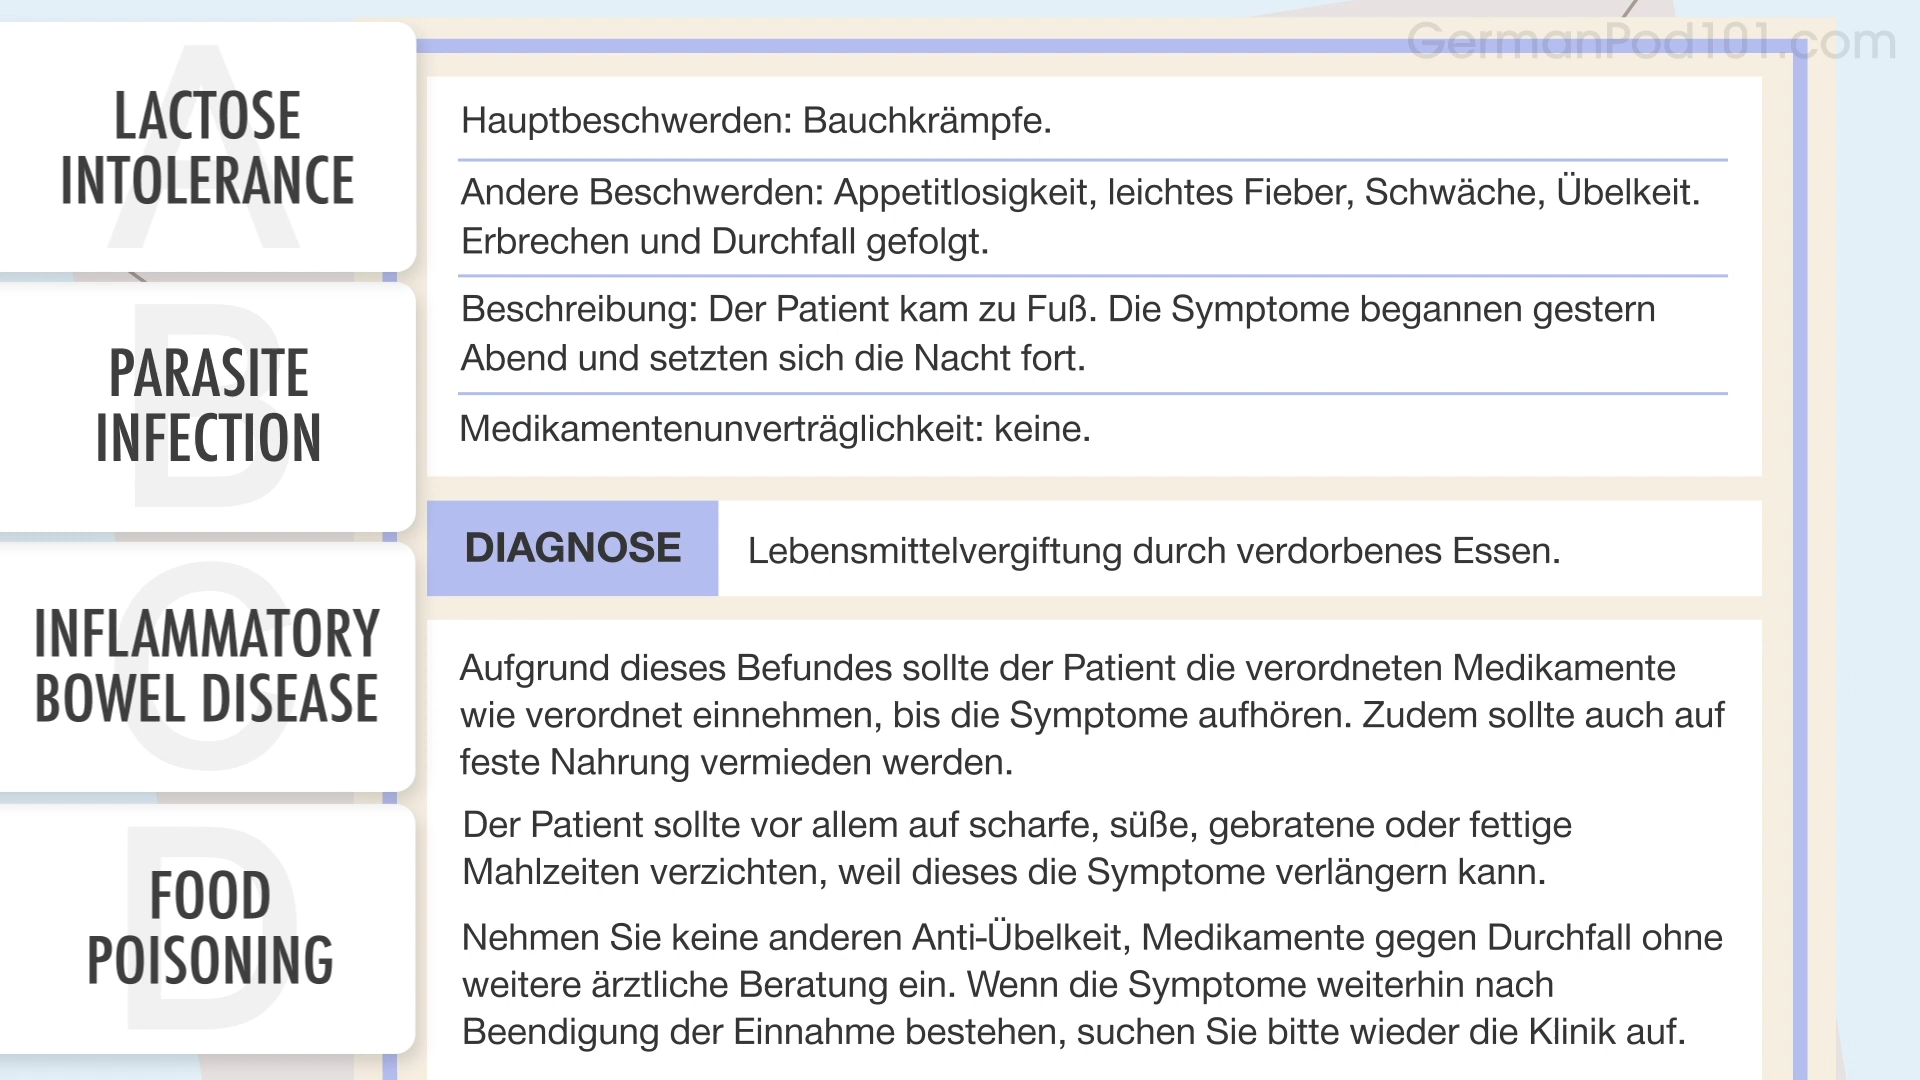 GermanPod101.com
A
LACTOSE
INTOLERANCE
B
PARASITE
INFECTION
C
INFLAMMATORY
BOWEL DISEASE
D
FOOD
POISONING
Hauptbeschwerden: Bauchkrämpfe.
Andere Beschwerden: Appetitlosigkeit, leichtes Fieber, Schwäche, Übelkeit.
Erbrechen und Durchfall gefolgt.
Beschreibung: Der Patient kam zu Fuß. Die Symptome begannen gestern
Abend und setzten sich die Nacht fort.
Medikamentenunverträglichkeit: keine.
DIAGNOSE Lebensmittelvergiftung durch verdorbenes Essen.
Aufgrund dieses Befundes sollte der Patient die verordneten Medikamente
wie verordnet einnehmen, bis die Symptome aufhören. Zudem sollte auch auf
feste Nahrung vermieden werden.
Der Patient sollte vor allem auf scharfe, süße, gebratene oder fettige
Mahlzeiten verzichten, weil dieses die Symptome verlängern kann.
Nehmen Sie keine anderen Anti-Übelkeit, Medikamente gegen Durchfall ohne
weitere ärztliche Beratung ein. Wenn die Symptome weiterhin nach
Beendigung der Einnahme bestehen, suchen Sie bitte wieder die Klinik auf.